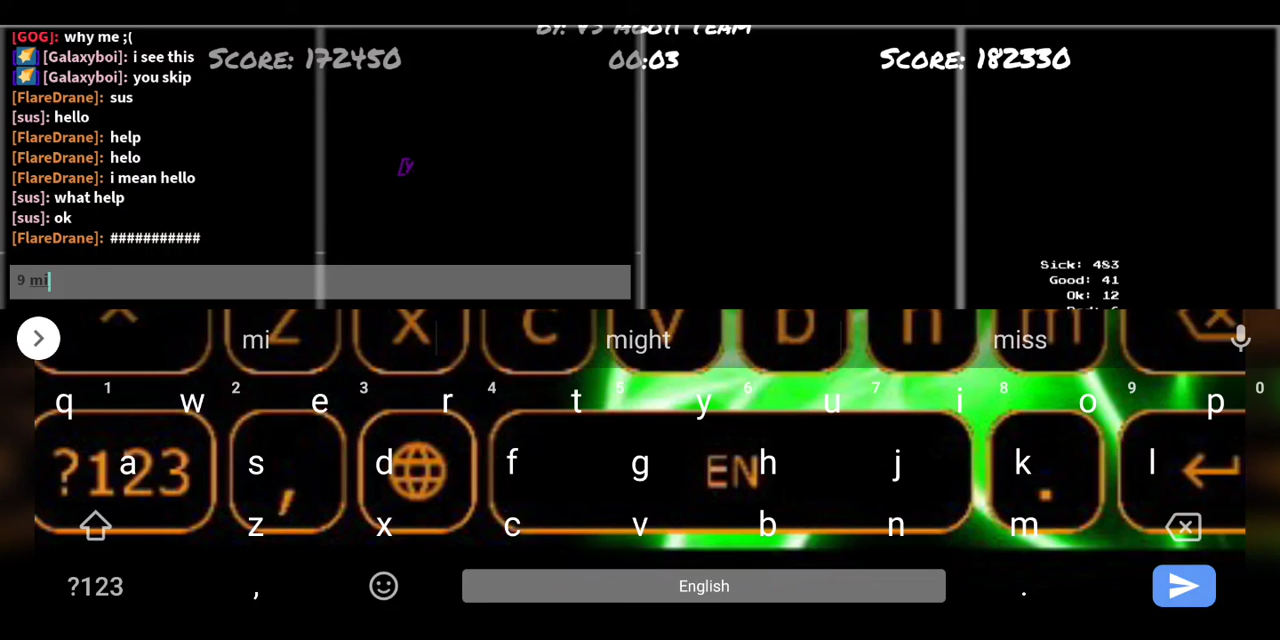 [GOG]: why me ;(
[Galaxyboi]: i see this
[Galaxyboi]: you skip
[FlareDrane]: sus
[sus]: hello
[FlareDrane]: help
[FlareDrane]: helo
[FlareDrane]: i mean hello
[sus]: what help
[sus]: ok
[FlareDrane]: ###########
9 mi
Score: 172450
00:03
Score: 182330
Sick: 483
Good: 41
Ok: 12
z x c v b n m
mi might miss
1 2 3 4 5 6 7 8 9 0
q w e r t y u i o p
?123 , EN .
a s d f g h j k l
z x c v b n m
?123 , English .